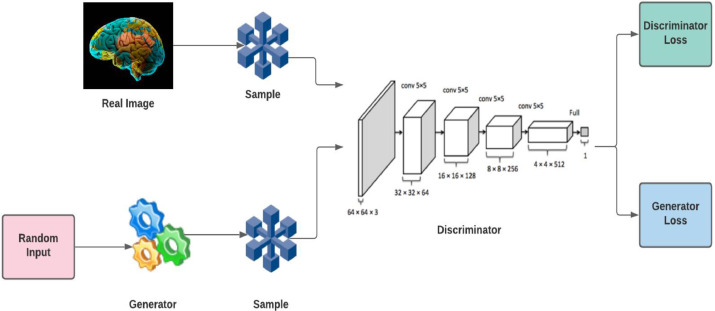 Real Image
Sample
Random
Input
Generator
Sample
conv 5×5
conv 5×5
conv 5×5
conv 5×5
Full
64 × 64 × 3
32 × 32 × 64
16 × 16 × 128
8 × 8 × 256
4 × 4 × 512
1
Discriminator
Discriminator
Loss
Generator
Loss